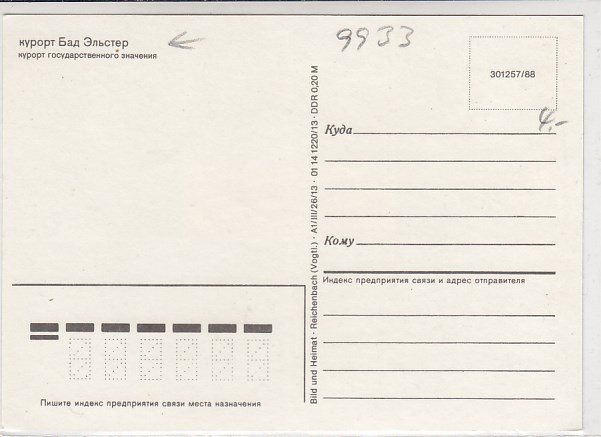 курорт Бад Эльстер ←
курорт государственного значения
9933
301257/88
4.-
Куда
Кому
Индекс предприятия связи и адрес отправителя
Bild und Heimat · Reichenbach (Vogtl.) · A1/III/26/13 · 01 14 1220/13 · DDR 0,20 M
Пишите индекс предприятия связи места назначения